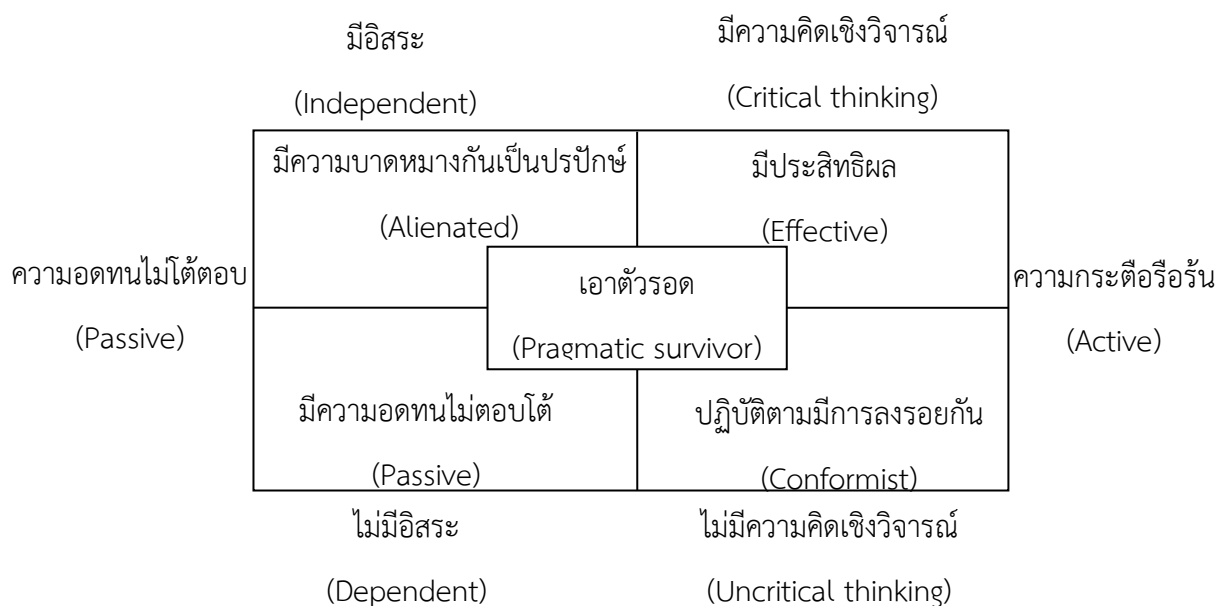 มีอิสระ
(Independent)
มีความคิดเชิงวิจารณ์
(Critical thinking)
มีความบาดหมางกันเป็นปรปักษ์
(Alienated)
มีประสิทธิผล
(Effective)
ความอดทนไม่โต้ตอบ
(Passive)
เอาตัวรอด
(Pragmatic survivor)
ความกระตือรือร้น
(Active)
มีความอดทนไม่ตอบโต้
(Passive)
ปฏิบัติตามมีการลงรอยกัน
(Conformist)
ไม่มีอิสระ
(Dependent)
ไม่มีความคิดเชิงวิจารณ์
(Uncritical thinking)